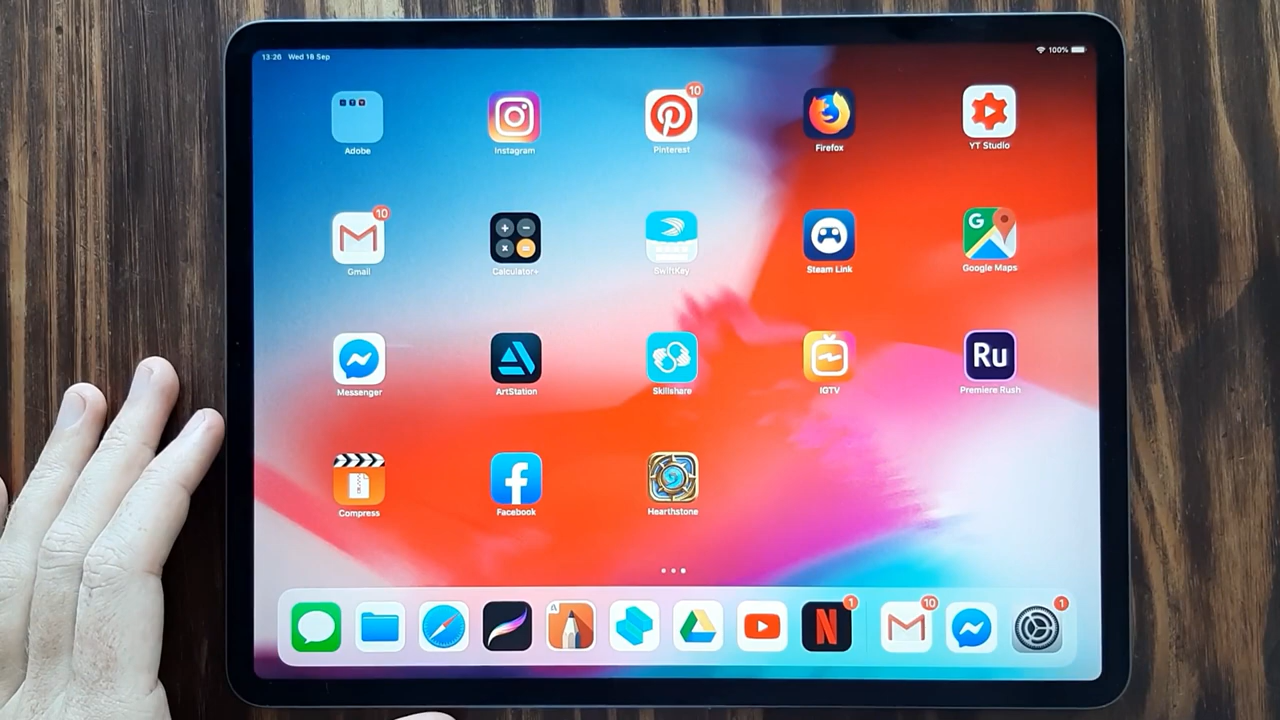 13:26 Wed 18 Sep
100%
10
Adobe
Instagram
Pinterest
Firefox
YT Studio
10
G
Gmail
Calculator+
SwiftKey
Steam Link
Google Maps
Ru
Messenger
ArtStation
Skillshare
IGTV
Premiere Rush
Compress
Facebook
Hearthstone
1
10
1
A
N